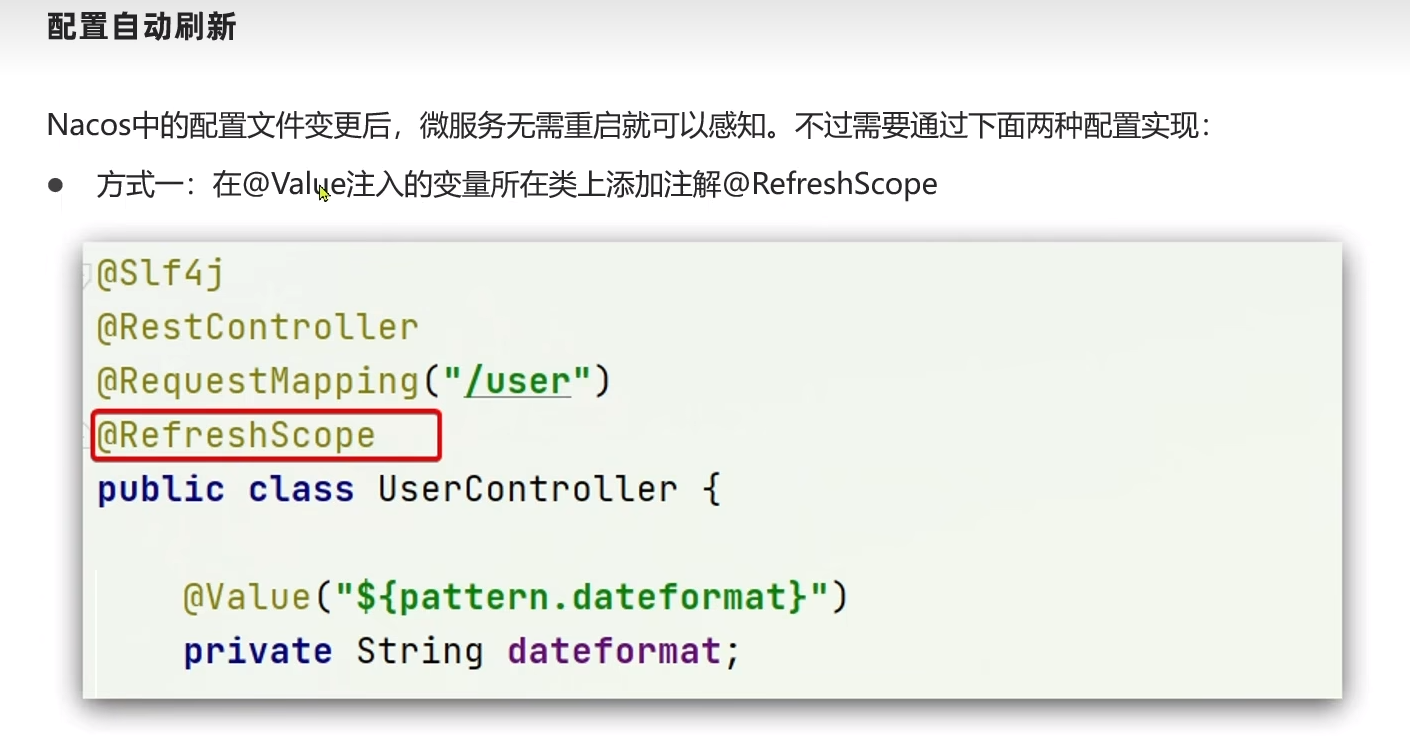 配置自动刷新
Nacos中的配置文件变更后，微服务无需重启就可以感知。不过需要通过下面两种配置实现：
● 方式一：在@Value注入的变量所在类上添加注解@RefreshScope
@Slf4j
@RestController
@RequestMapping("/user")
@RefreshScope
public class UserController {
@Value("${pattern.dateformat}")
private String dateformat;